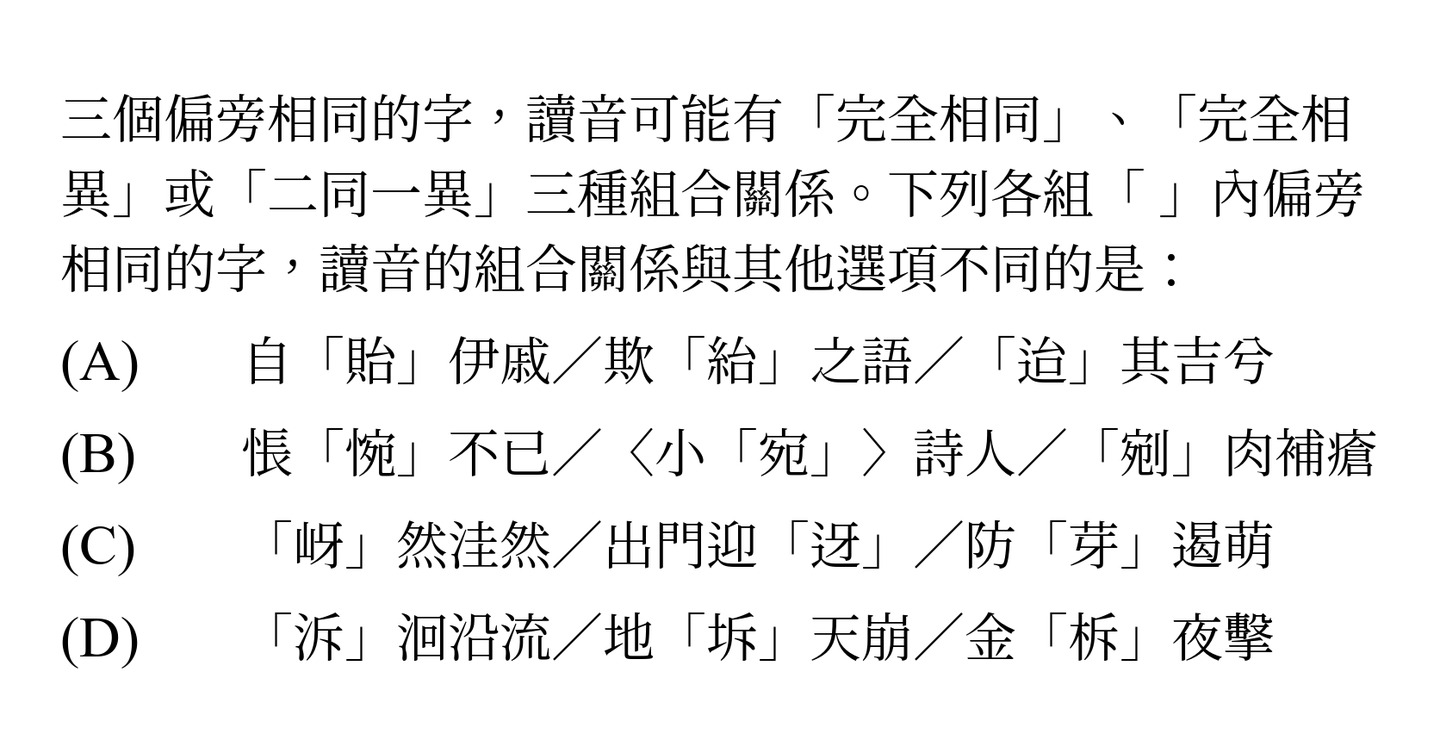 三個偏旁相同的字，讀音可能有「完全相同」、「完全相
異」或「二同一異」三種組合關係。下列各組「 」內偏旁
相同的字，讀音的組合關係與其他選項不同的是：
(A) 自「貽」伊戚／欺「紿」之語／「迨」其吉兮
(B) 悵「惋」不已／〈小「宛」〉詩人／「剜」肉補瘡
(C) 「岈」然洼然／出門迎「迓」／防「芽」遏萌
(D) 「泝」洄沿流／地「坼」天崩／金「柝」夜擊